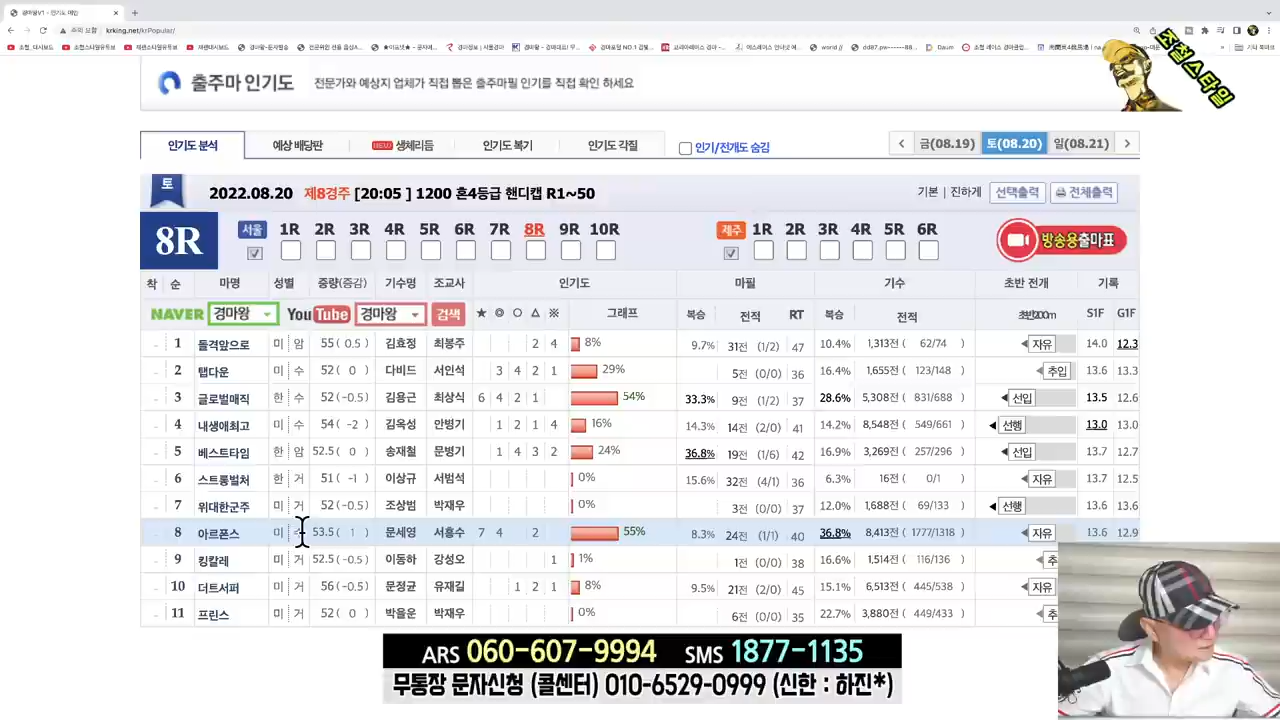 경마왕V1 - 인기도 메인
주의 요함 krking.net/krPopular/
출주마 인기도 전문가와 예상지 업체가 직접 뽑은 출주마필 인기를 직접 확인 하세요
조철스타일
인기도 분석 예상 배당판 NEW 생체리듬 인기도 복기 인기도 각질 인기/전개도 숨김 금(08.19) 토(08.20) 일(08.21)
토 2022.08.20 제8경주 [20:05 ] 1200 혼4등급 핸디캡 R1~50 기본 | 진하게 선택출력 전체출력
8R 서울 1R 2R 3R 4R 5R 6R 7R 8R 9R 10R 제주 1R 2R 3R 4R 5R 6R 방송용출마표
착 순 마명 성별 중량(증감) 기수명 조교사 인기도 마필 기수 초반 전개 기록
NAVER 경마왕 YouTube 경마왕 검색 ★ ◎ ○ △ ※ 그래프 복승 전적 RT 복승 전적 S1F G1F
1 돌격앞으로 미 암 55( 0.5 ) 김효정 최봉주 2 4 8% 9.7% 31전 (1/2) 47 10.4% 1,313전 ( 62/74 ) 자유 14.0 12.3
2 탭다운 미 수 52 ( 0 ) 다비드 서인석 3 4 2 1 29% 5전 (0/0) 36 16.4% 1,655전 ( 123/148 ) 추입 13.6 13.3
3 글로벌매직 한 수 52 (-0.5) 김용근 최상식 6 4 2 1 54% 33.3% 9전 (1/2) 37 28.6% 5,308전 ( 831/688 ) 선입 13.5 12.6
4 내생애최고 미 수 54 ( -2 ) 김옥성 안병기 1 2 1 4 16% 14.3% 14전 (2/0) 41 14.2% 8,548전 ( 549/661 ) 선행 13.0 13.0
5 베스트타임 한 암 52.5 ( 0 ) 송재철 문병기 1 4 3 2 24% 36.8% 19전 (1/6) 42 16.9% 3,269전 ( 257/296 ) 선입 13.6 12.7
6 스트롱벌처 한 거 51 ( -1 ) 이상규 서범석 0% 15.6% 32전 (4/1) 36 6.3% 16전 ( 0/1 ) 자유 13.7 12.5
7 위대한군주 미 거 52 (-0.5) 조상범 박재우 0% 3전 (0/0) 37 12.0% 1,688전 ( 69/133 ) 선행 13.6 13.6
8 아르폰스 미 수 53.5 ( 1 ) 문세영 서홍수 7 4 2 55% 8.3% 24전 (1/1) 40 36.8% 8,413전 ( 1777/1318 ) 자유 13.6 12.9
9 킹칼레 미 거 52.5 (-0.5) 이동하 강성오 1 1% 1전 (0/0) 38 16.6% 1,514전 ( 116/136 )
10 더트서퍼 미 거 56 (-0.5) 문정균 유재길 1 2 1 8% 9.5% 21전 (2/0) 45 15.1% 6,513전 ( 445/538 ) 자유
11 프린스 미 거 52 ( 0 ) 박을운 박재우 0% 6전 (0/0) 35 22.7% 3,880전 ( 449/433 )
ARS 060-607-9994 SMS 1877-1135
무통장 문자신청 (콜센터) 010-6529-0999 (신한 : 하진*)